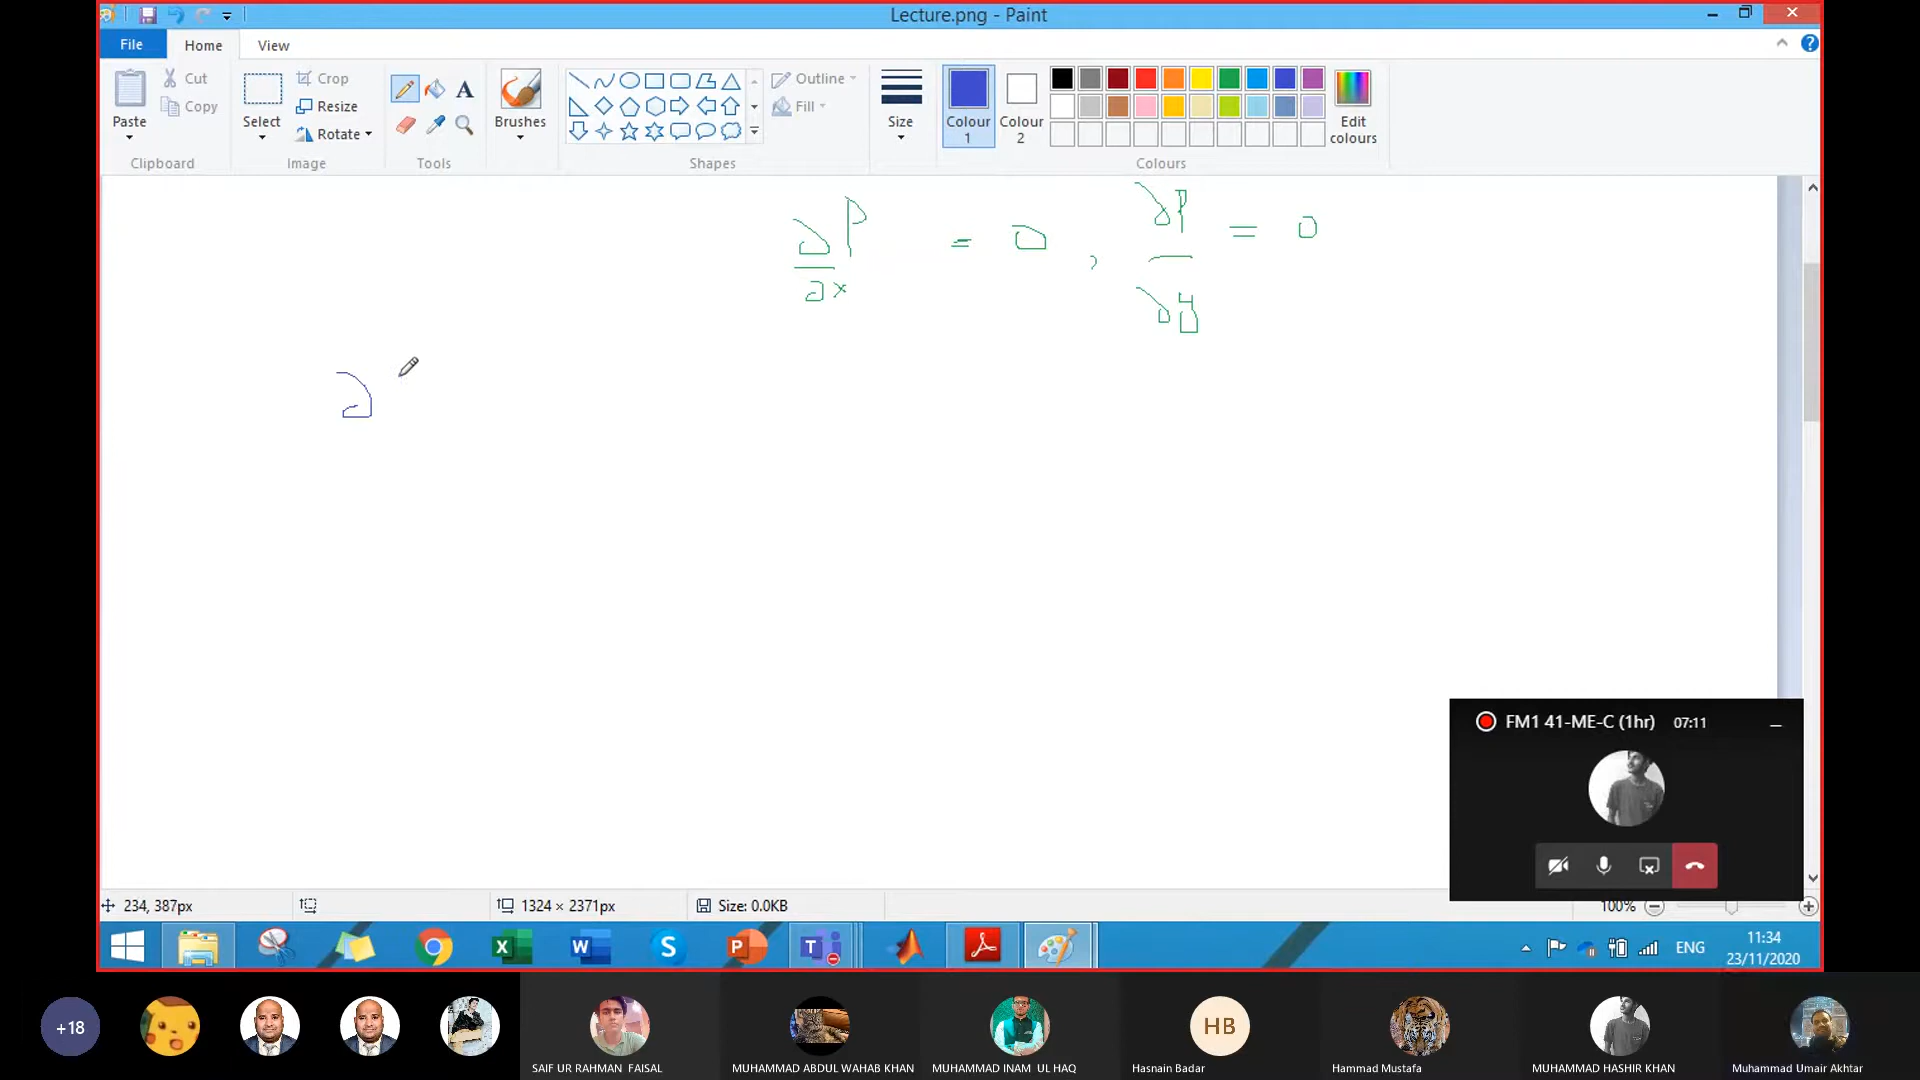 Lecture.png - Paint
File Home View
Paste Cut Copy Clipboard
Select Crop Resize Rotate Image
A Tools
Brushes
Shapes
Outline Fill
Size
Colour 1 Colour 2 Edit colours Colours
∂P/∂x = 0 , ∂P/∂y = 0
∂
FM1 41-ME-C (1hr) 07:11
234, 387px 1324 × 2371px Size: 0.0KB 100%
X W S P T ENG 11:34
23/11/2020
+18 HB
SAIF UR RAHMAN FAISAL MUHAMMAD ABDUL WAHAB KHAN MUHAMMAD INAM UL HAQ Hasnain Badar Hammad Mustafa MUHAMMAD HASHIR KHAN Muhammad Umair Akhtar